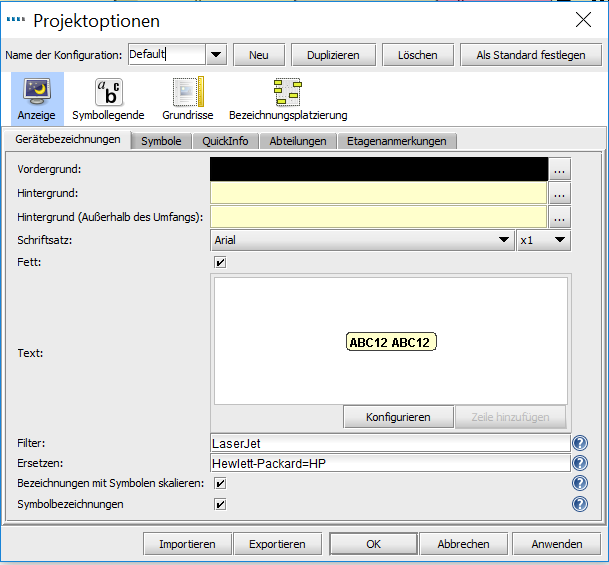 Projektoptionen
Name der Konfiguration: Default Neu Duplizieren Löschen Als Standard festlegen
a b c
Anzeige Symbollegende Grundrisse Bezeichnungsplatzierung
Gerätebezeichnungen Symbole QuickInfo Abteilungen Etagenanmerkungen
Vordergrund: ...
Hintergrund: ...
Hintergrund (Außerhalb des Umfangs): ...
Schriftsatz: Arial x1
Fett:
ABC12 ABC12
Text:
Konfigurieren Zeile hinzufügen
Filter: LaserJet ?
Ersetzen: Hewlett-Packard=HP ?
Bezeichnungen mit Symbolen skalieren: ?
Symbolbezeichnungen ?
Importieren Exportieren OK Abbrechen Anwenden